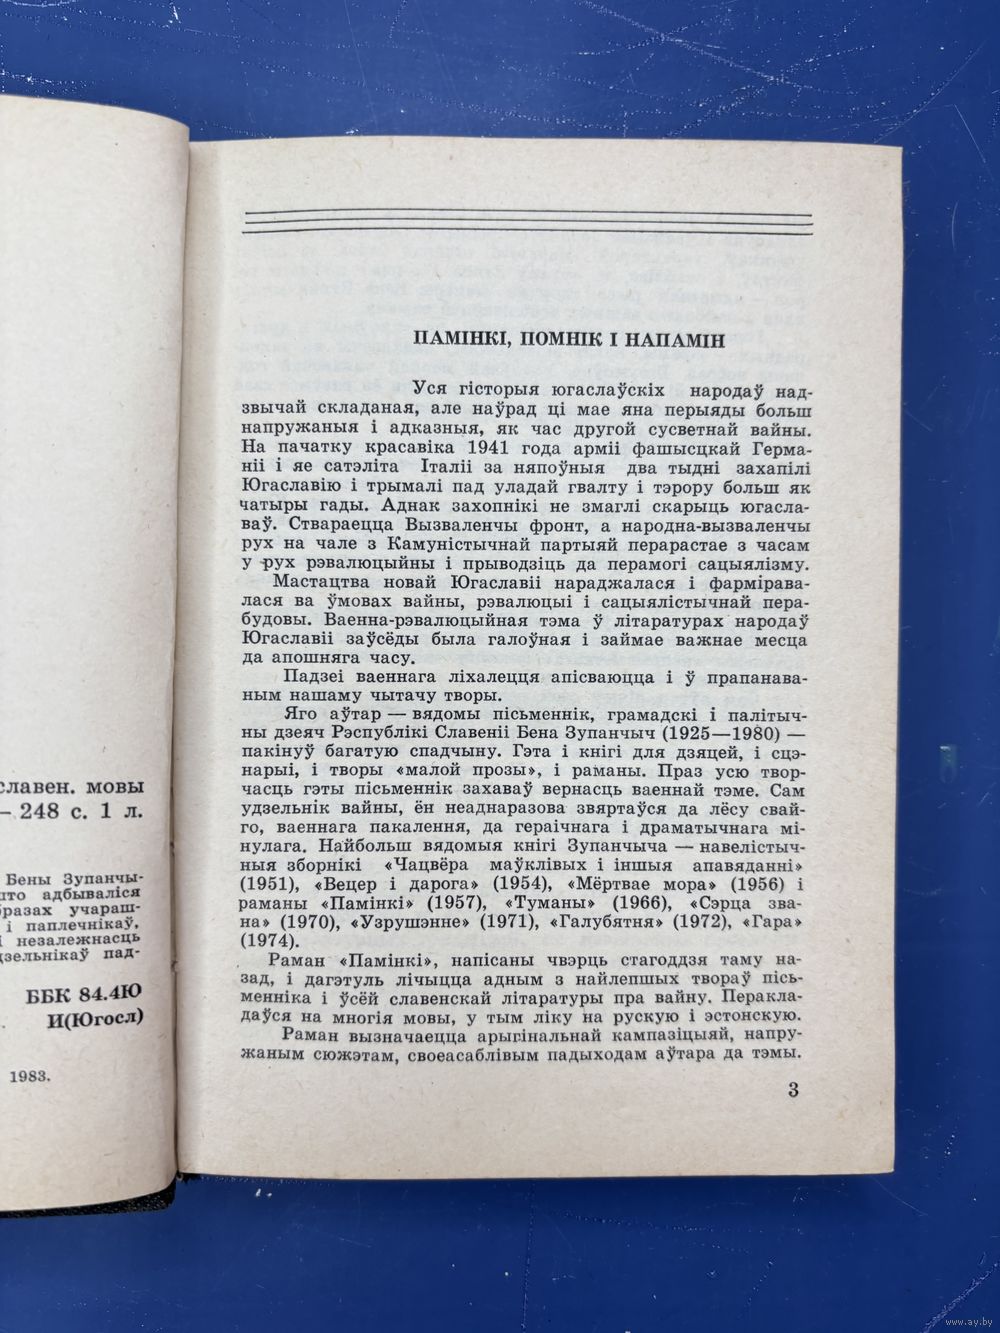 славен. мовы
— 248 с. 1 л.
Бены Зупанчы-
што адбываліся
бразах учараш-
і паплечнікаў,
і незалежнасць
дзельнікаў пад-
ББК 84.4Ю
И(Югосл)
1983.
ПАМІНКІ, ПОМНІК І НАПАМІН
Уся гісторыя югаслаўскіх народаў над-
звычай складаная, але наўрад ці мае яна перыяды больш
напружаныя і адказныя, як час другой сусветнай вайны.
На пачатку красавіка 1941 года арміі фашысцкай Герма-
ніі і яе сатэліта Італіі за няпоўныя два тыдні захапілі
Югаславію і трымалі пад уладай гвалту і тэрору больш як
чатыры гады. Аднак захопнікі не змаглі скарыць югасла-
ваў. Ствараецца Вызваленчы фронт, а народна-вызваленчы
рух на чале з Камуністычнай партыяй перарастае з часам
у рух рэвалюцыйны і прыводзіць да перамогі сацыялізму.
Мастацтва новай Югаславіі нараджалася і фарміравa-
лася ва ўмовах вайны, рэвалюцыі і сацыялістычнай пера-
будовы. Ваенна-рэвалюцыйная тэма ў літаратурах народаў
Югаславіі заўсёды была галоўная і займае важнае месца
да апошняга часу.
Падзеі ваеннага ліхалецця апісваюцца і ў прапанава-
ным нашаму чытачу творы.
Яго аўтар — вядомы пісьменнік, грамадскі і палітыч-
ны дзеяч Рэспублікі Славеніі Бена Зупанчыч (1925—1980) —
пакінуў багатую спадчыну. Гэта і кнігі для дзяцей, і сцэ-
нарыі, і творы «малой прозы», і раманы. Праз усю твор-
часць гэты пісьменнік захаваў вернасць ваеннай тэме. Сам
удзельнік вайны, ён неаднаразова звяртаўся да лёсу свай-
го, ваеннага пакалення, да гераічнага і драматычнага мі-
нулага. Найбольш вядомыя кнігі Зупанчыча — навелістыч-
ныя зборнікі «Чацвёра маўклівых і іншыя апавяданні»
(1951), «Вецер і дарога» (1954), «Мёртвае мора» (1956) і
раманы «Памінкі» (1957), «Туманы» (1966), «Сэрца зва-
на» (1970), «Узрушэнне» (1971), «Галубятня» (1972), «Гара»
(1974).
Раман «Памінкі», напісаны чвэрць стагоддзя таму на-
зад, і дагэтуль лічыцца адным з найлепшых твораў пісь-
менніка і ўсёй славенскай літаратуры пра вайну. Перакла-
даўся на многія мовы, у тым ліку на рускую і эстонскую.
Раман вызначаецца арыгінальнай кампазіцыяй, напру-
жаным сюжэтам, своеасаблівым падыходам аўтара да тэмы.
3
www.ay.by